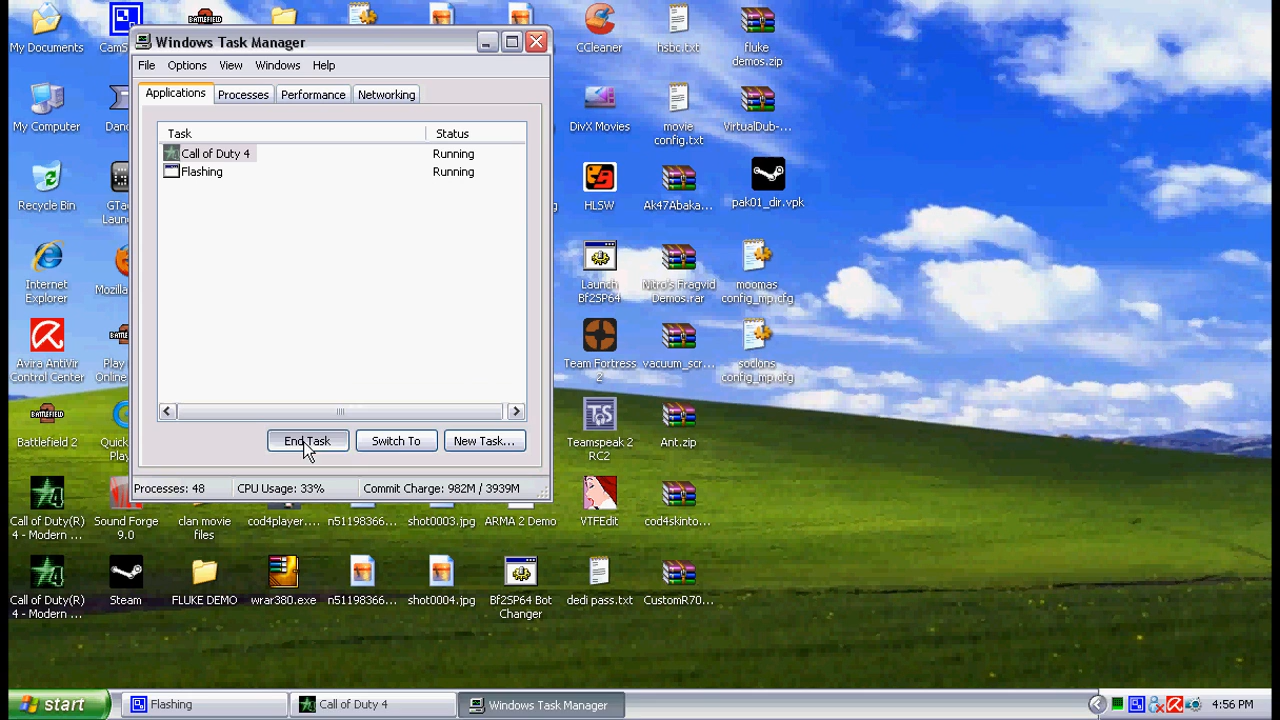 Windows Task Manager
File Options View Windows Help
Applications Processes Performance Networking
Task Status
Call of Duty 4 Running
Flashing Running
End Task Switch To New Task...
Processes: 48 CPU Usage: 33% Commit Charge: 982M / 3939M
My Documents
CCleaner
hsbc.txt
fluke
demos.zip
My Computer
DivX Movies
movie
config.txt
VirtualDub-...
Recycle Bin
HLSW
Ak47Abaka...
pak01_dir.vpk
Internet
Explorer
Launch
Bf2SP64
Nitro's Fragvid
Demos.rar
moomas
config_mp.cfg
Avira AntiVir
Control Center
Team Fortress
2
vacuum_scr...
soclons
config_mp.cfg
BATTLEFIELD
Battlefield 2
Teamspeak 2
RC2
Ant.zip
Call of Duty(R)
4 - Modern ...
Sound Forge
9.0
clan movie
files
cod4player....
n51198366...
shot0003.jpg
ARMA 2 Demo
VTFEdit
cod4skinto...
Call of Duty(R)
4 - Modern ...
Steam
FLUKE DEMO
wrar380.exe
n51198366...
shot0004.jpg
Bf2SP64 Bot
Changer
dedi pass.txt
CustomR70...
start Flashing Call of Duty 4 Windows Task Manager 4:56 PM